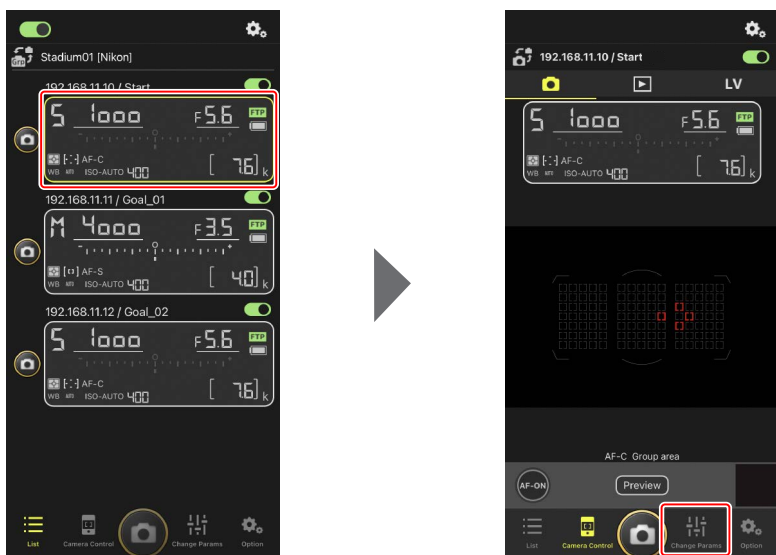 Grp
Stadium01 [Nikon]
192.168.11.10 / Start
S 1000 F5.6 FTP
AF-C
WB ISO-AUTO 400 [ 7.6] k
192.168.11.11 / Goal_01
M 4000 F3.5 FTP
AF-S
WB ISO-AUTO 400 [ 4.0] k
192.168.11.12 / Goal_02
S 1000 F5.6 FTP
AF-C
WB ISO-AUTO 400 [ 7.6] k
List Camera Control Change Params Option
192.168.11.10 / Start
LV
S 1000 F5.6 FTP
AF-C
WB ISO-AUTO 400 [ 7.6] k
AF-C Group area
AF-ON Preview
List Camera Control Change Params Option